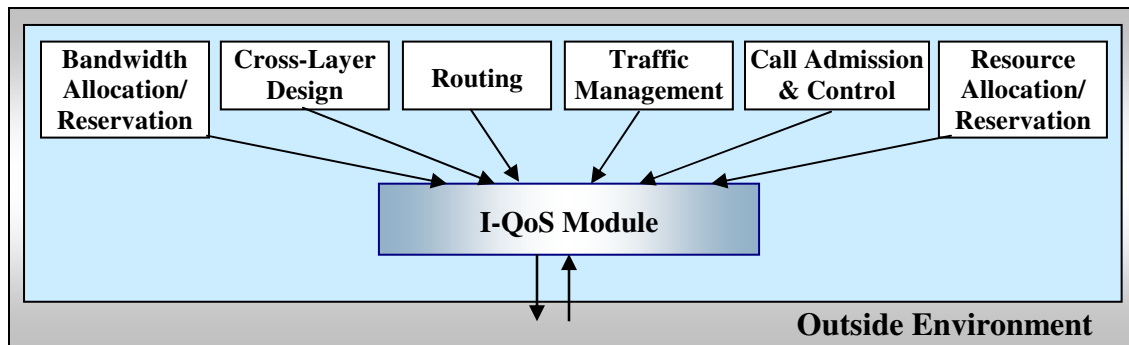 Bandwidth
Allocation/
Reservation
Cross-Layer
Design
Routing
Traffic
Management
Call Admission
& Control
Resource
Allocation/
Reservation
I-QoS Module
Outside Environment